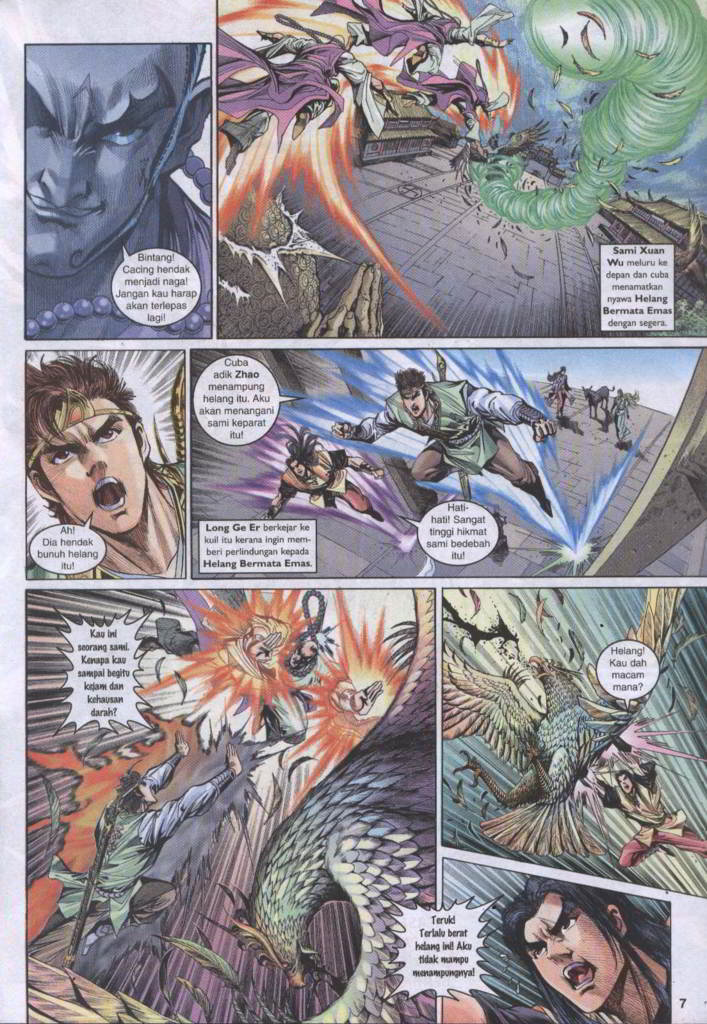 Bintang!
Cacing hendak
menjadi naga!
Jangan kau harap
akan terlepas
lagi!
Sami Xuan
Wu meluru ke
depan dan cuba
menamatkan
nyawa Helang
Bermata Emas
dengan segera.
Ah!
Dia hendak
bunuh helang
itu!
Cuba
adik Zhao
menampung
helang itu. Aku
akan menangani
sami keparat
itu!
Long Ge Er berkejar ke
kuil itu kerana ingin mem-
beri perlindungan kepada
Helang Bermata Emas.
Hati-
hati! Sangat
tinggi hikmat
sami bedebah
itu!
Kau ini
seorang sami.
Kenapa kau
sampai begitu
kejam dan
kehausan
darah?
Helang!
Kau dah
macam
mana?
Teruk!
Terlalu berat
helang ini! Aku
tidak mampu
menampungnya!
7